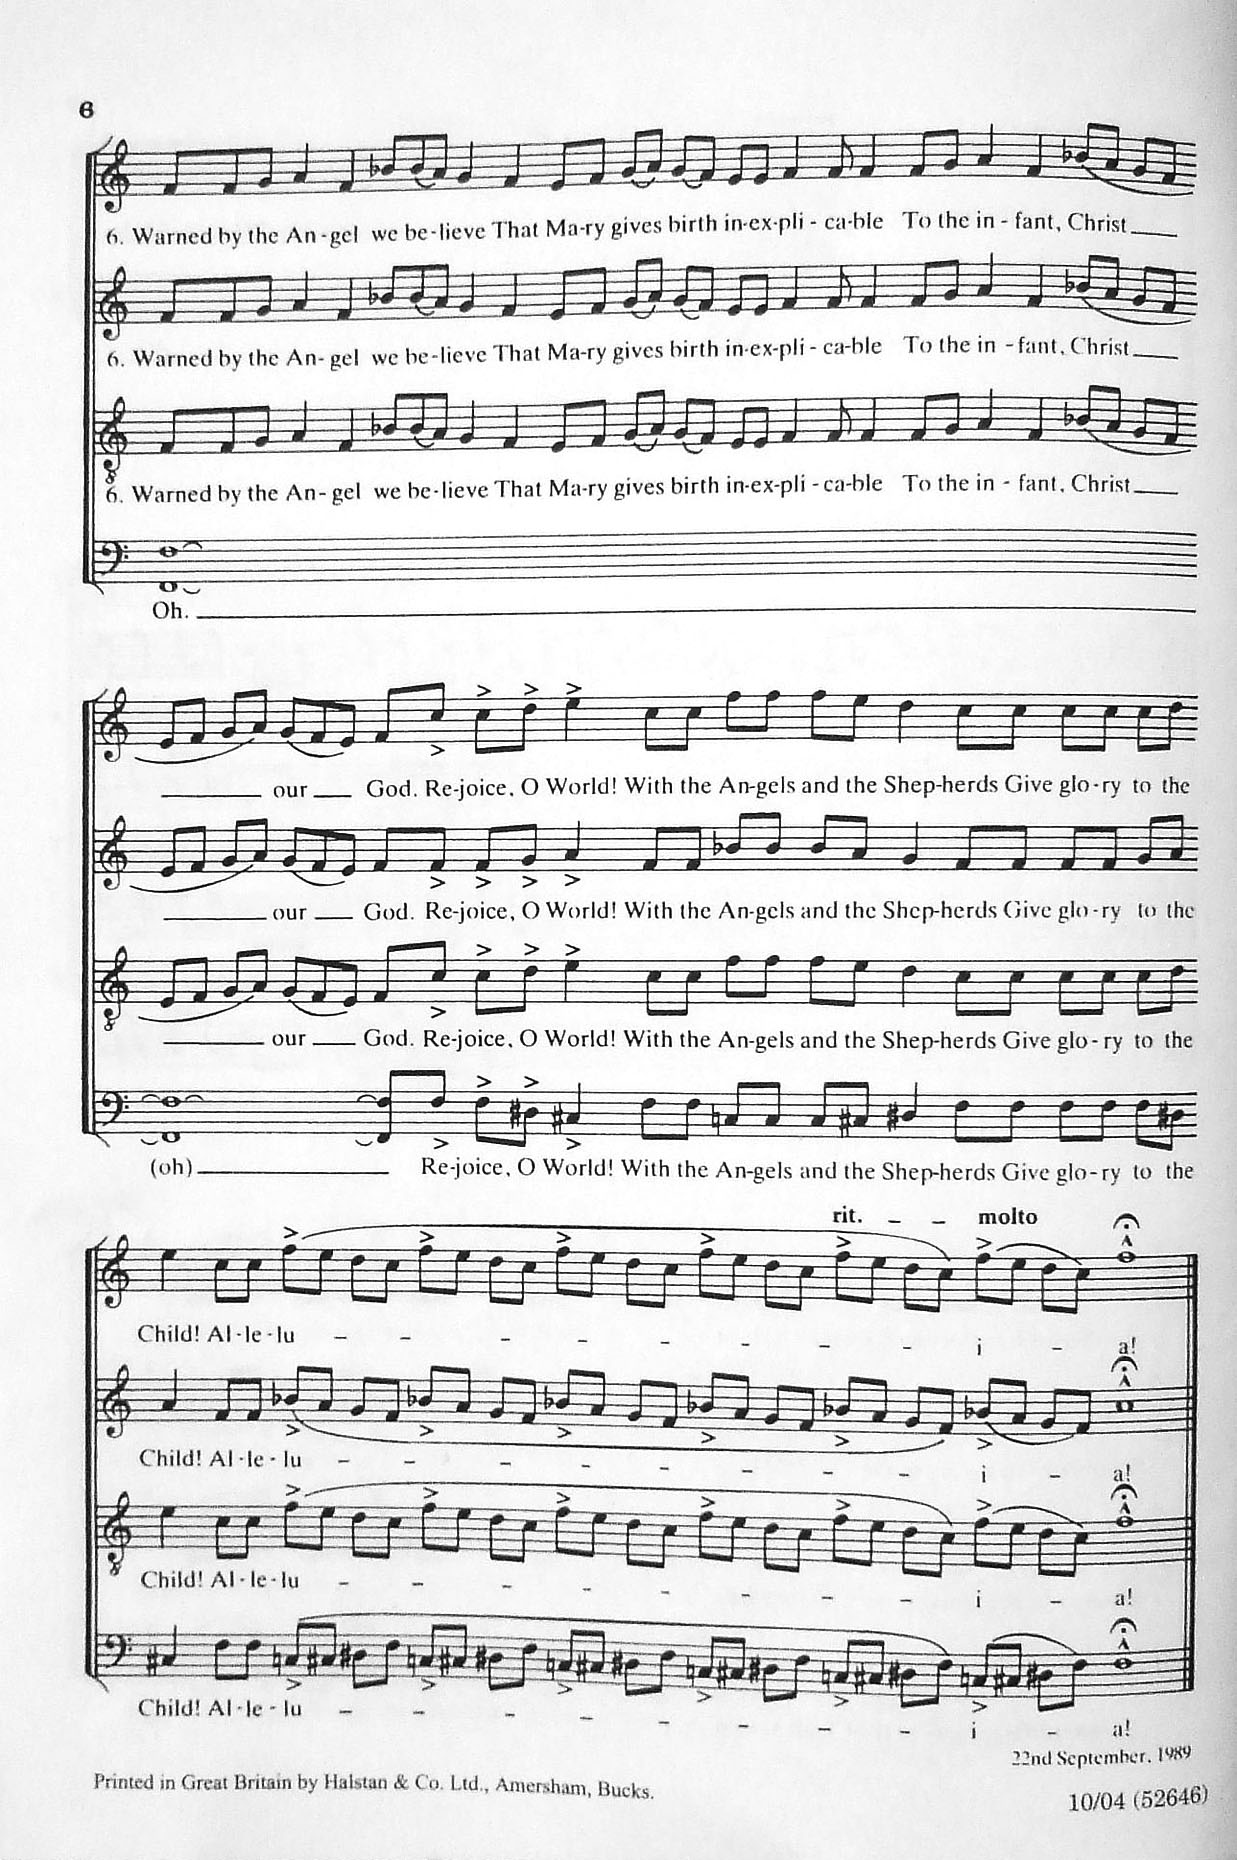 6
6. Warned by the An-gel we be-lieve That Ma-ry gives birth in-ex-pli - ca-ble To the in - fant, Christ
6. Warned by the An- gel we be-lieve That Ma-ry gives birth in-ex-pli - ca-ble To the in - fant, Christ
8
6. Warned by the An- gel we be-lieve That Ma-ry gives birth in-ex-pli - ca-ble To the in - fant, Christ
Oh.
our God. Re-joice, O World! With the An-gels and the Shep-herds Give glo-ry to the
our God. Re-joice, O World! With the An-gels and the Shep-herds Give glo-ry to the
8
our God. Re-joice, O World! With the An-gels and the Shep-herds Give glo-ry to the
(oh) Re-joice, O World! With the An-gels and the Shep-herds Give glo-ry to the
rit. – – molto
Child! Al-le-lu – – – – – – – – i – a!
Child! Al-le-lu – – – – – – – – i – a!
8
Child! Al-le-lu – – – – – – – – i – a!
Child! Al-le-lu – – – – – – – – i – a!
22nd September, 1989
Printed in Great Britain by Halstan & Co. Ltd., Amersham, Bucks.
10/04 (52646)